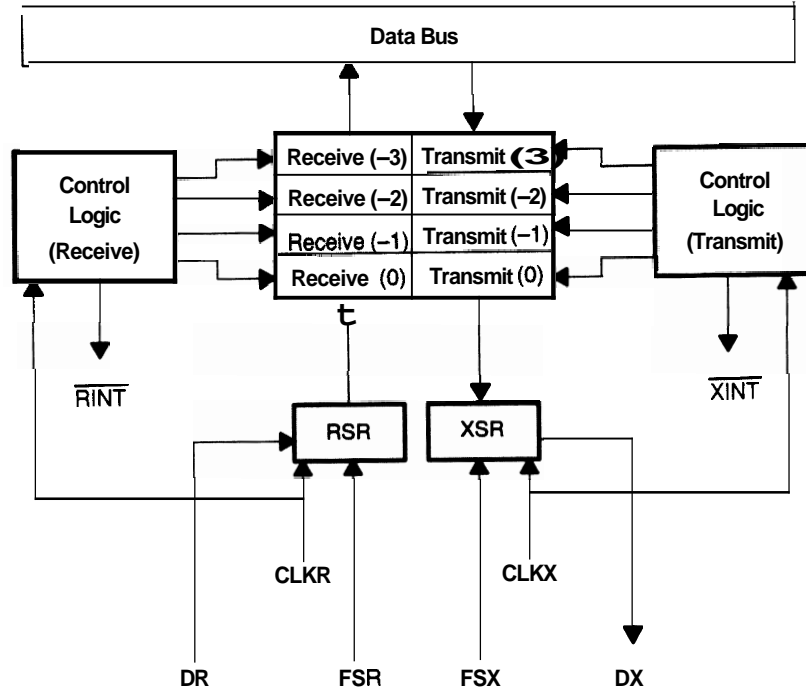 Data Bus
Receive (–3) Transmit (3)
Receive (–2) Transmit (–2)
Receive (–1) Transmit (–1)
Receive (0) Transmit (0)
Control
Logic
(Receive)
Control
Logic
(Transmit)
t
RINT
XINT
RSR
XSR
CLKR
CLKX
DR
FSR
FSX
DX